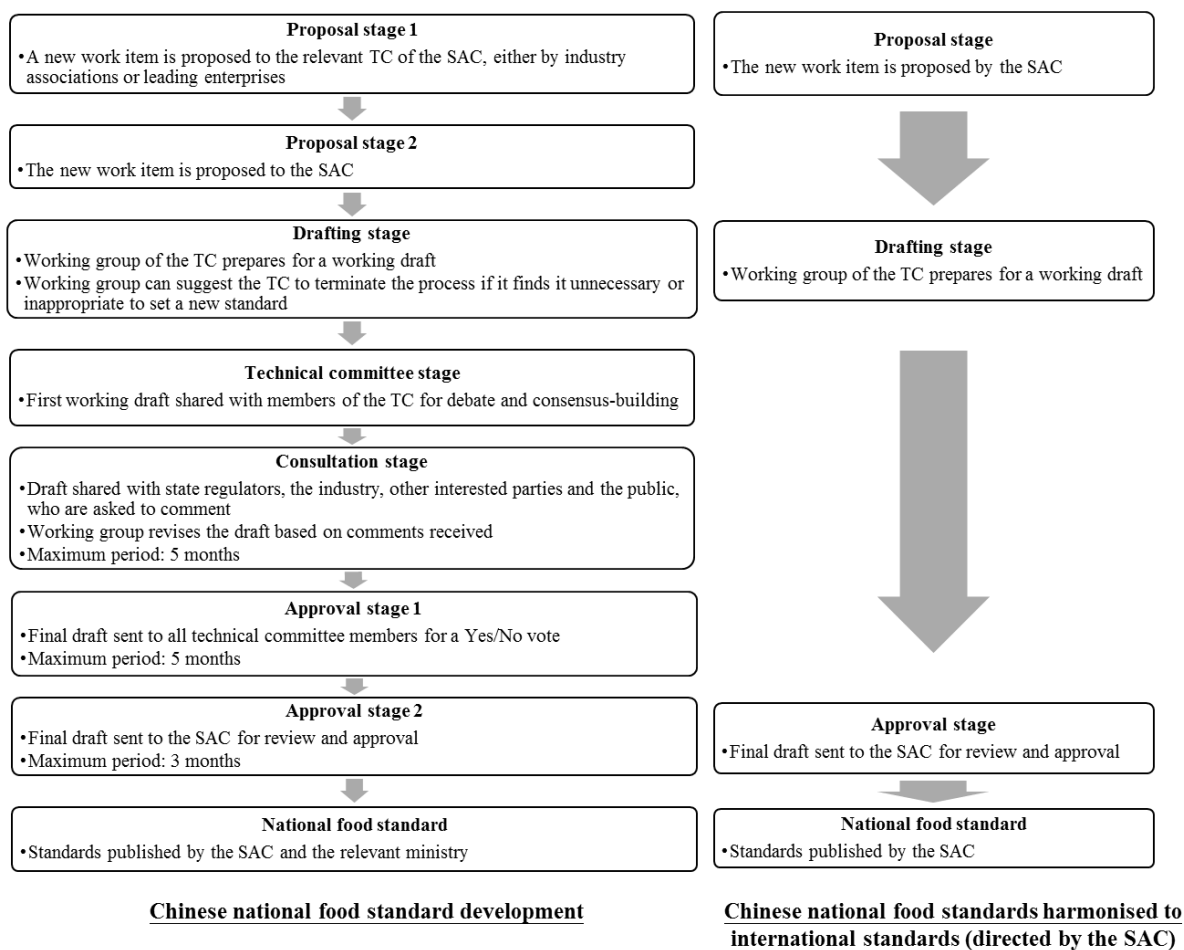 Proposal stage 1
•A new work item is proposed to the relevant TC of the SAC, either by industry
associations or leading enterprises
Proposal stage 2
•The new work item is proposed to the SAC
Drafting stage
•Working group of the TC prepares for a working draft
•Working group can suggest the TC to terminate the process if it finds it unnecessary or
inappropriate to set a new standard
Technical committee stage
•First working draft shared with members of the TC for debate and consensus-building
Consultation stage
•Draft shared with state regulators, the industry, other interested parties and the public,
who are asked to comment
•Working group revises the draft based on comments received
•Maximum period: 5 months
Approval stage 1
•Final draft sent to all technical committee members for a Yes/No vote
•Maximum period: 5 months
Approval stage 2
•Final draft sent to the SAC for review and approval
•Maximum period: 3 months
National food standard
•Standards published by the SAC and the relevant ministry
Chinese national food standard development
Proposal stage
•The new work item is proposed by the SAC
Drafting stage
•Working group of the TC prepares for a working draft
Approval stage
•Final draft sent to the SAC for review and approval
National food standard
•Standards published by the SAC
Chinese national food standards harmonised to
international standards (directed by the SAC)